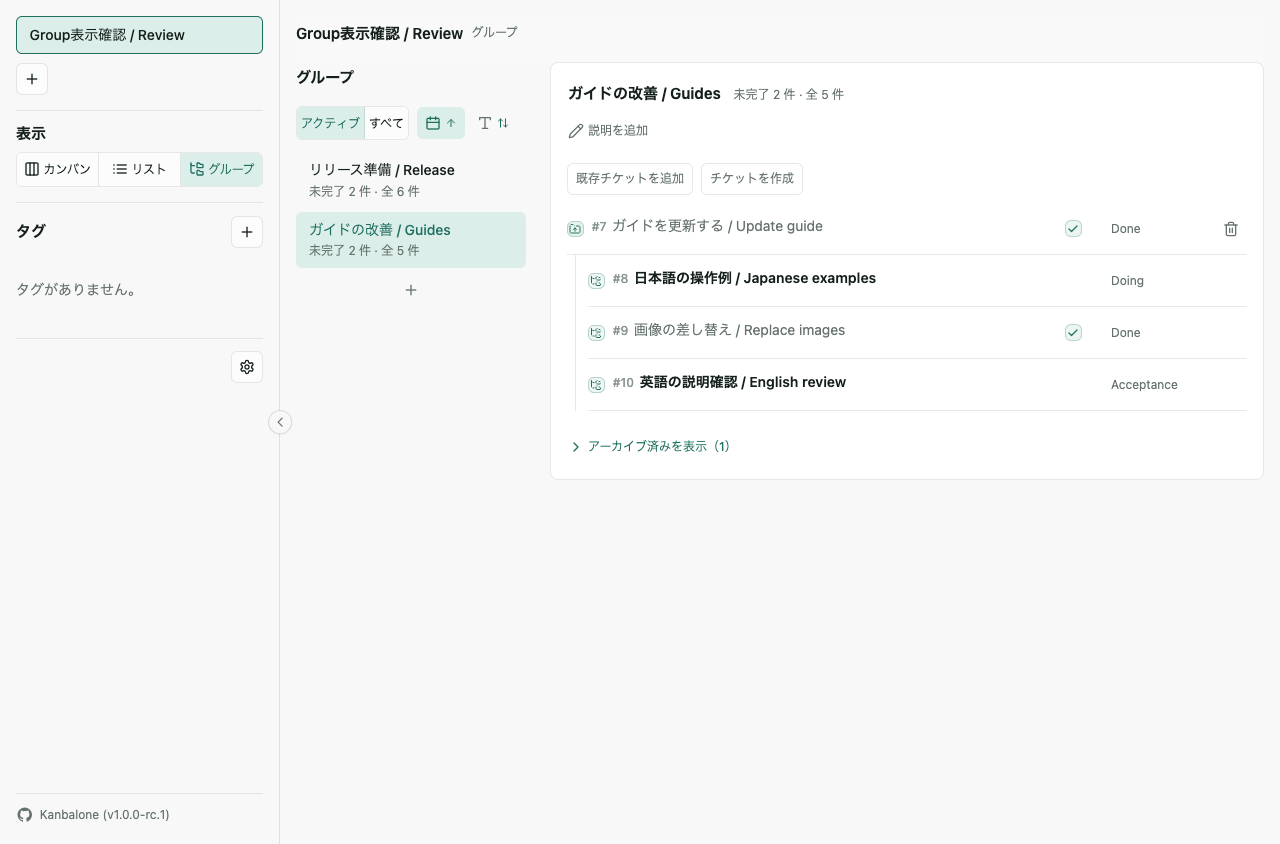 Group表示確認 / Review
表示
カンバン
リスト
グループ
タグ
タグがありません。
Kanbalone (v1.0.0-rc.1)
Group表示確認 / Review グループ
グループ
アクティブ すべて
リリース準備 / Release
未完了 2 件 · 全 6 件
ガイドの改善 / Guides
未完了 2 件 · 全 5 件
ガイドの改善 / Guides 未完了 2 件 · 全 5 件
説明を追加
既存チケットを追加 チケットを作成
#7 ガイドを更新する / Update guide Done
#8 日本語の操作例 / Japanese examples Doing
#9 画像の差し替え / Replace images Done
#10 英語の説明確認 / English review Acceptance
アーカイブ済みを表示（1）